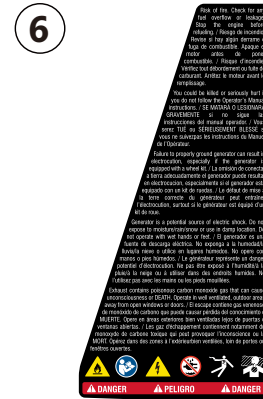 6
Risk of fire. Check for any
fuel overflow or leakage.
Stop the engine before
refueling. / Riesgo de incendio.
Revise si hay algún derrame o
fuga de combustible. Apague el
motor antes de poner
combustible. / Risque d'incendie.
Vérifiez tout débordement ou fuite de
carburant. Arrêtez le moteur avant le
remplissage.
You could be killed or seriously hurt if
you do not follow the Operator's Manual
instructions. / SE MATARÁ O LESIONARÁ
GRAVEMENTE si no sigue las
instrucciones del manual operador. / Vous
serez TUÉ ou SÉRIEUSEMENT BLESSÉ si
vous ne suivezpas les instructions du Manuel
de l'Opérateur.
Failure to properly ground generator can result in
electrocution, especially if the generator is
equipped with a wheel kit. / La omisión de conectar
a tierra adecuadamente el generador puede resultar
en electrocución, especialmente si el generador está
equipado con un kit de ruedas. / Le défaut de mise à
la terre correcte du générateur peut entraîner
l'électrocution, surtout si le générateur est équipé d'un
kit de roue.
Generator is a potential source of electric shock. Do not
expose to moisture/rain/snow or use in damp location. Do
not operate with wet hands or feet. / El generador es una
fuente de descarga eléctrica. No exponga a la humedad/la
lluvia/la nieve o utilice en lugares húmedos. No opere con
manos o pies húmedos. / Le générateur représente un danger
potentiel d'électrocution. Ne pas être exposé à l'humidité/à la
pluie/à la neige ou à utiliser dans des endroits humides. Ne
l'utilisez pas avec les mains ou les pieds mouillées.
Exhaust contains poisonous carbon monoxide gas that can cause
unconsciousness or DEATH. Operate in well ventilated, outdoor areas
away from open windows or doors. / El escape contiene gas venenoso
de monóxido de carbono que puede causar pérdida del conocimiento o
MUERTE. Opere en áreas exteriores bien ventiladas lejos de puertas o
ventanas abiertas. / Les gaz d'échappement contiennent notamment du
monoxyde de carbone toxique qui peut provoquer l'inconscience ou la
MORT. Opérez dans des zones à l'extérieurbien ventilées, loin de portes ou
fenêtres ouvertes.
DANGER PELIGRO DANGER